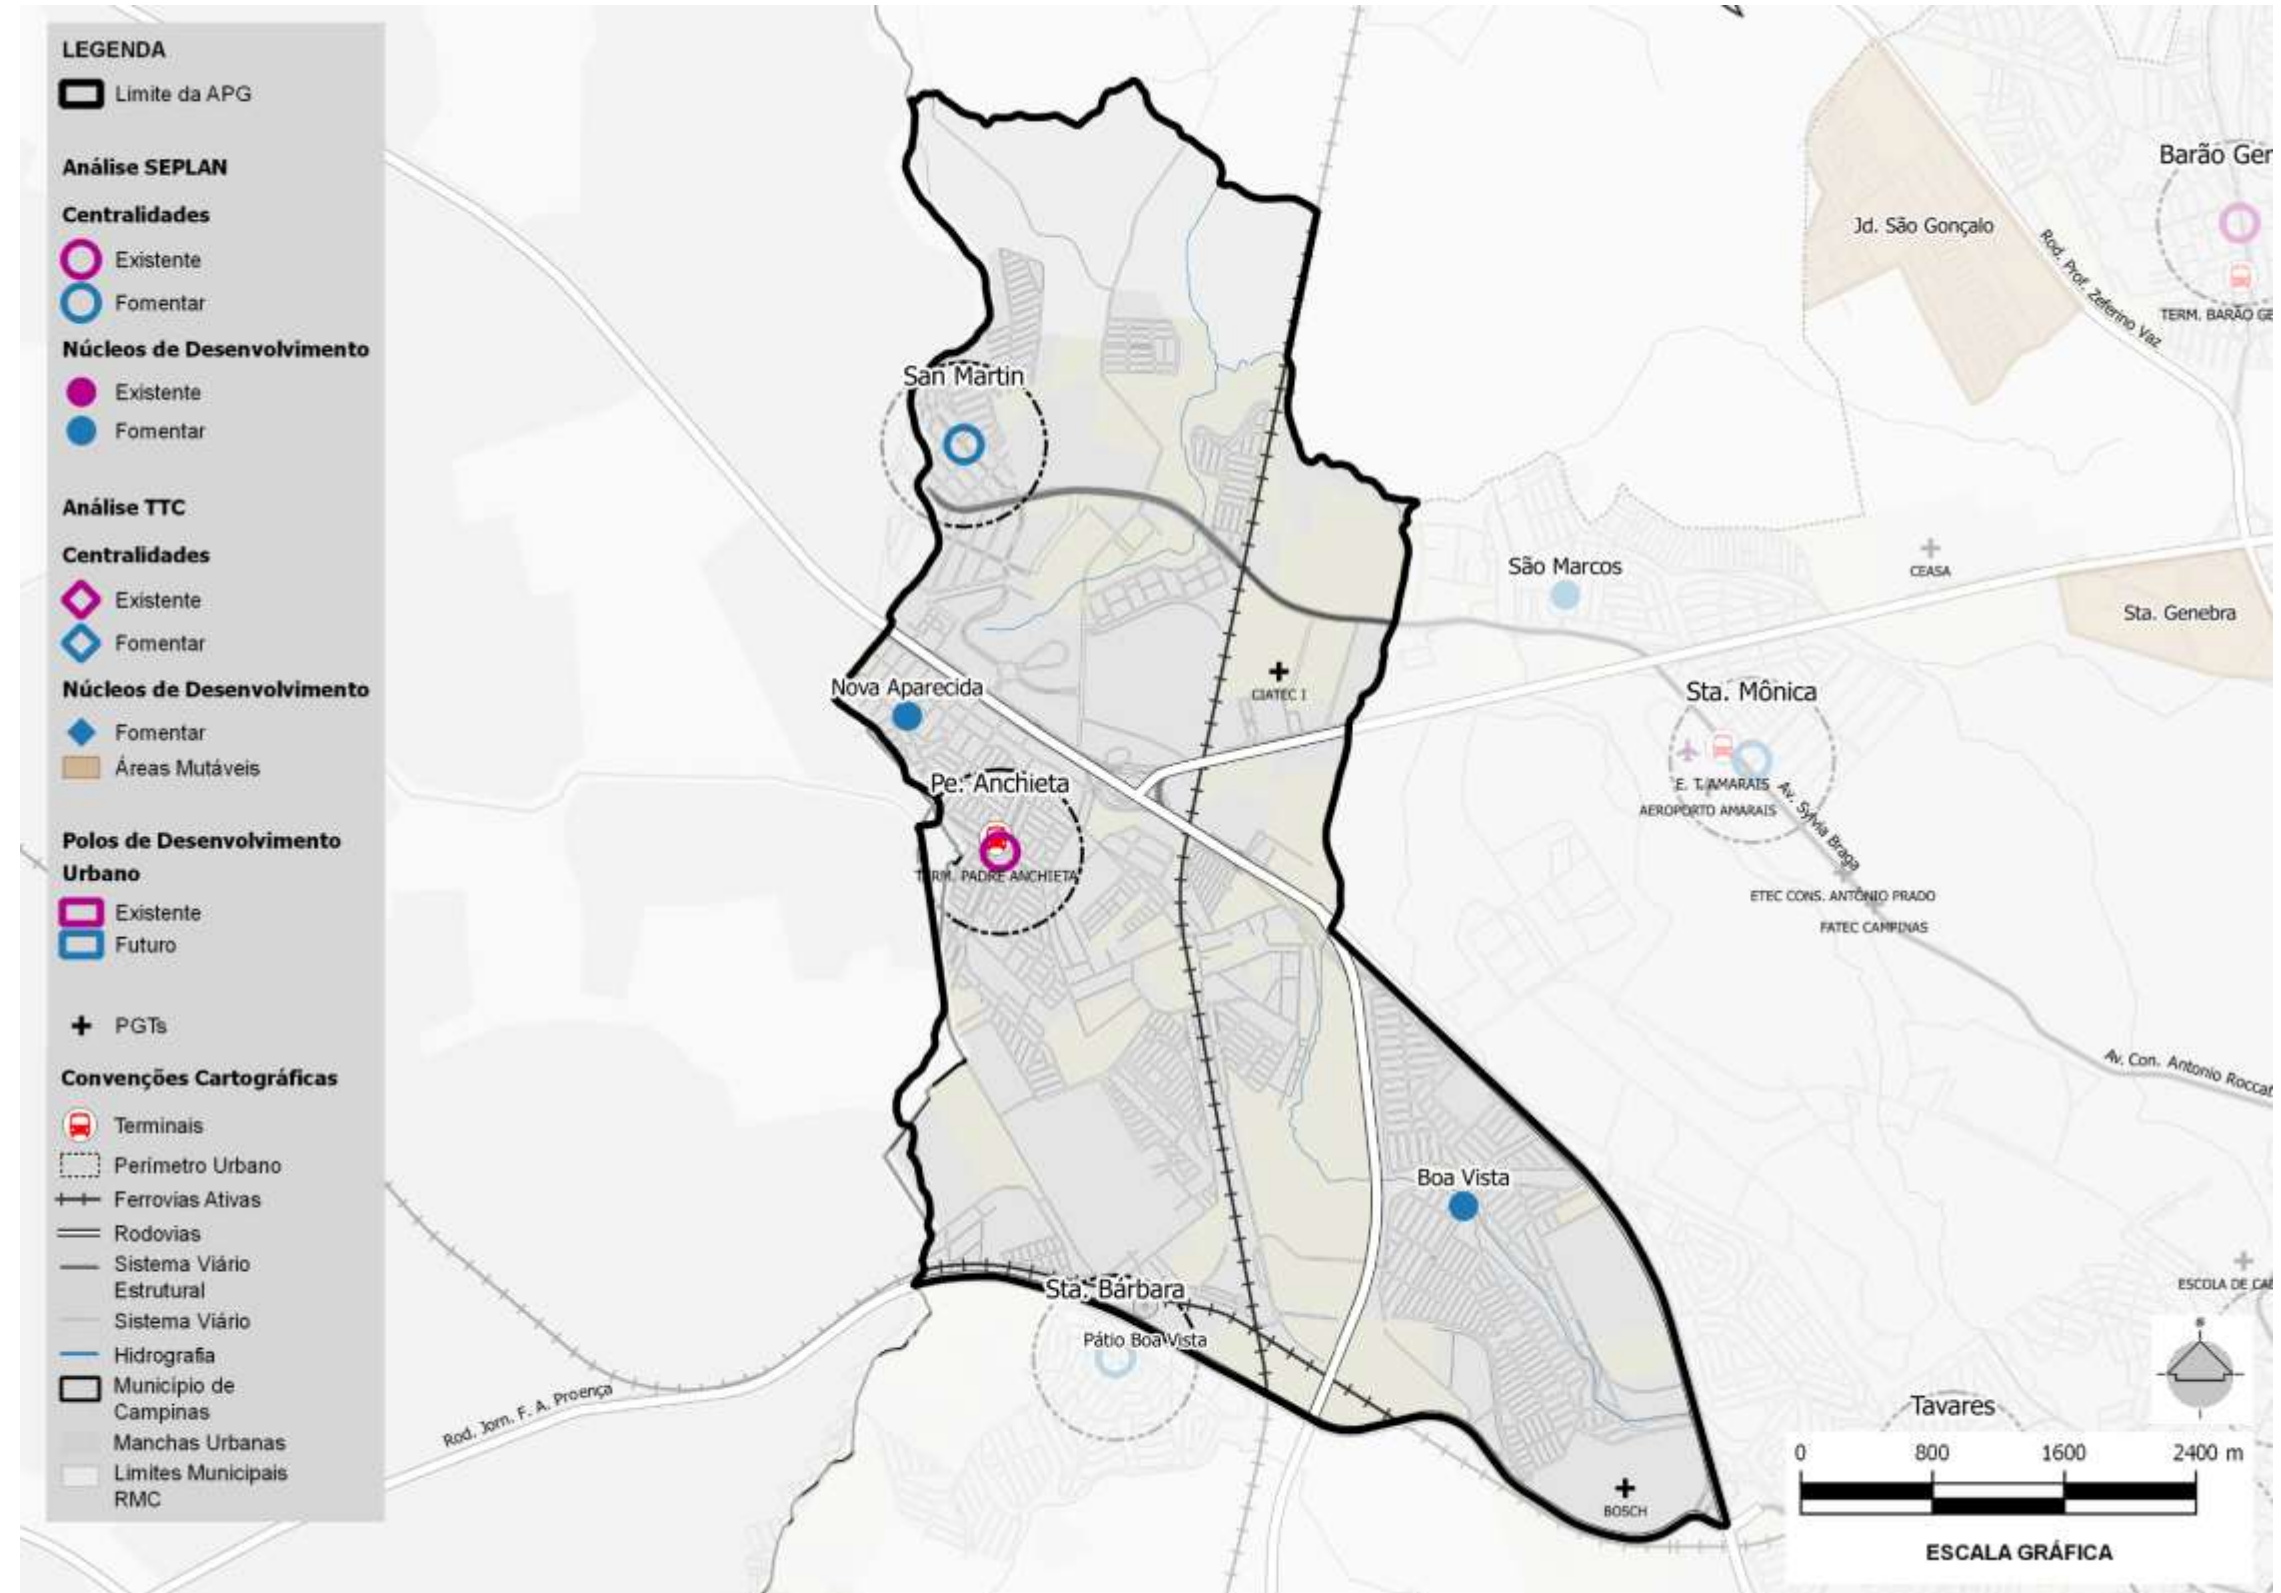 LEGENDA
Limite da APG
Análise SEPLAN
Centralidades
Existente
Fomentar
Núcleos de Desenvolvimento
Existente
Fomentar
Análise TTC
Centralidades
Existente
Fomentar
Núcleos de Desenvolvimento
Fomentar
Áreas Mutáveis
Polos de Desenvolvimento
Urbano
Existente
Futuro
PGTs
Convenções Cartográficas
Terminais
Perímetro Urbano
Ferrovias Ativas
Rodovias
Sistema Viário
Estrutural
Sistema Viário
Hidrografia
Município de
Campinas
Manchas Urbanas
Limites Municipais
RMC
San Martin
Nova Aparecida
Pe. Anchieta
TERM. PADRE ANCHIETA
CIATEC I
Boa Vista
Sta. Bárbara
Pátio Boa Vista
BOSCH
Rod. Jorn. F. A. Proença
Barão Ger
TERM. BARÃO GE
Jd. São Gonçalo
Rod. Prof. Zeferino Vaz
São Marcos
CEASA
Sta. Genebra
Sta. Mônica
E. T. AMARAIS
AEROPORTO AMARAIS
Av. Sylvia Braga
ETEC CONS. ANTÔNIO PRADO
FATEC CAMPINAS
Av. Con. Antonio Roccat
ESCOLA DE CAD
Tavares
0 800 1600 2400 m
ESCALA GRÁFICA